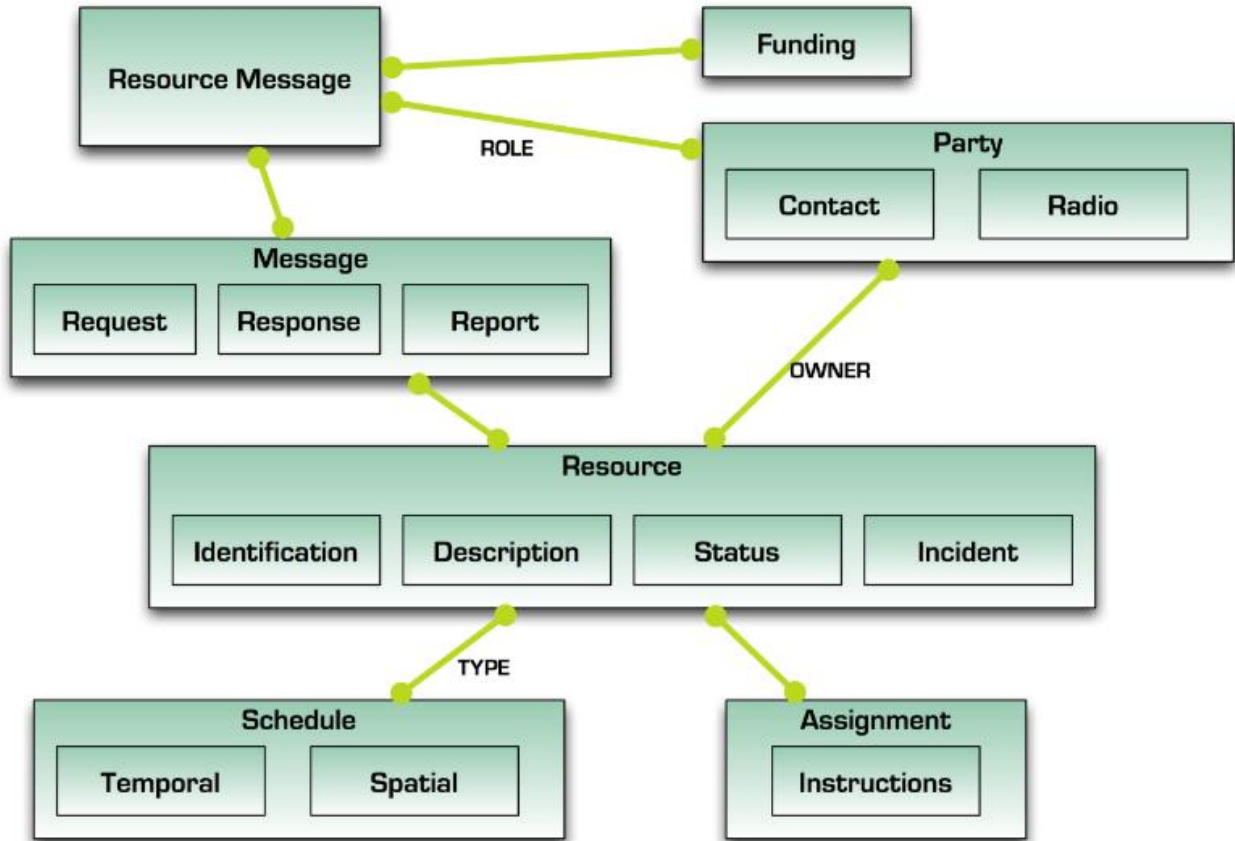 Resource Message
Funding
ROLE
Party
Contact
Radio
Message
Request
Response
Report
OWNER
Resource
Identification
Description
Status
Incident
TYPE
Schedule
Temporal
Spatial
Assignment
Instructions